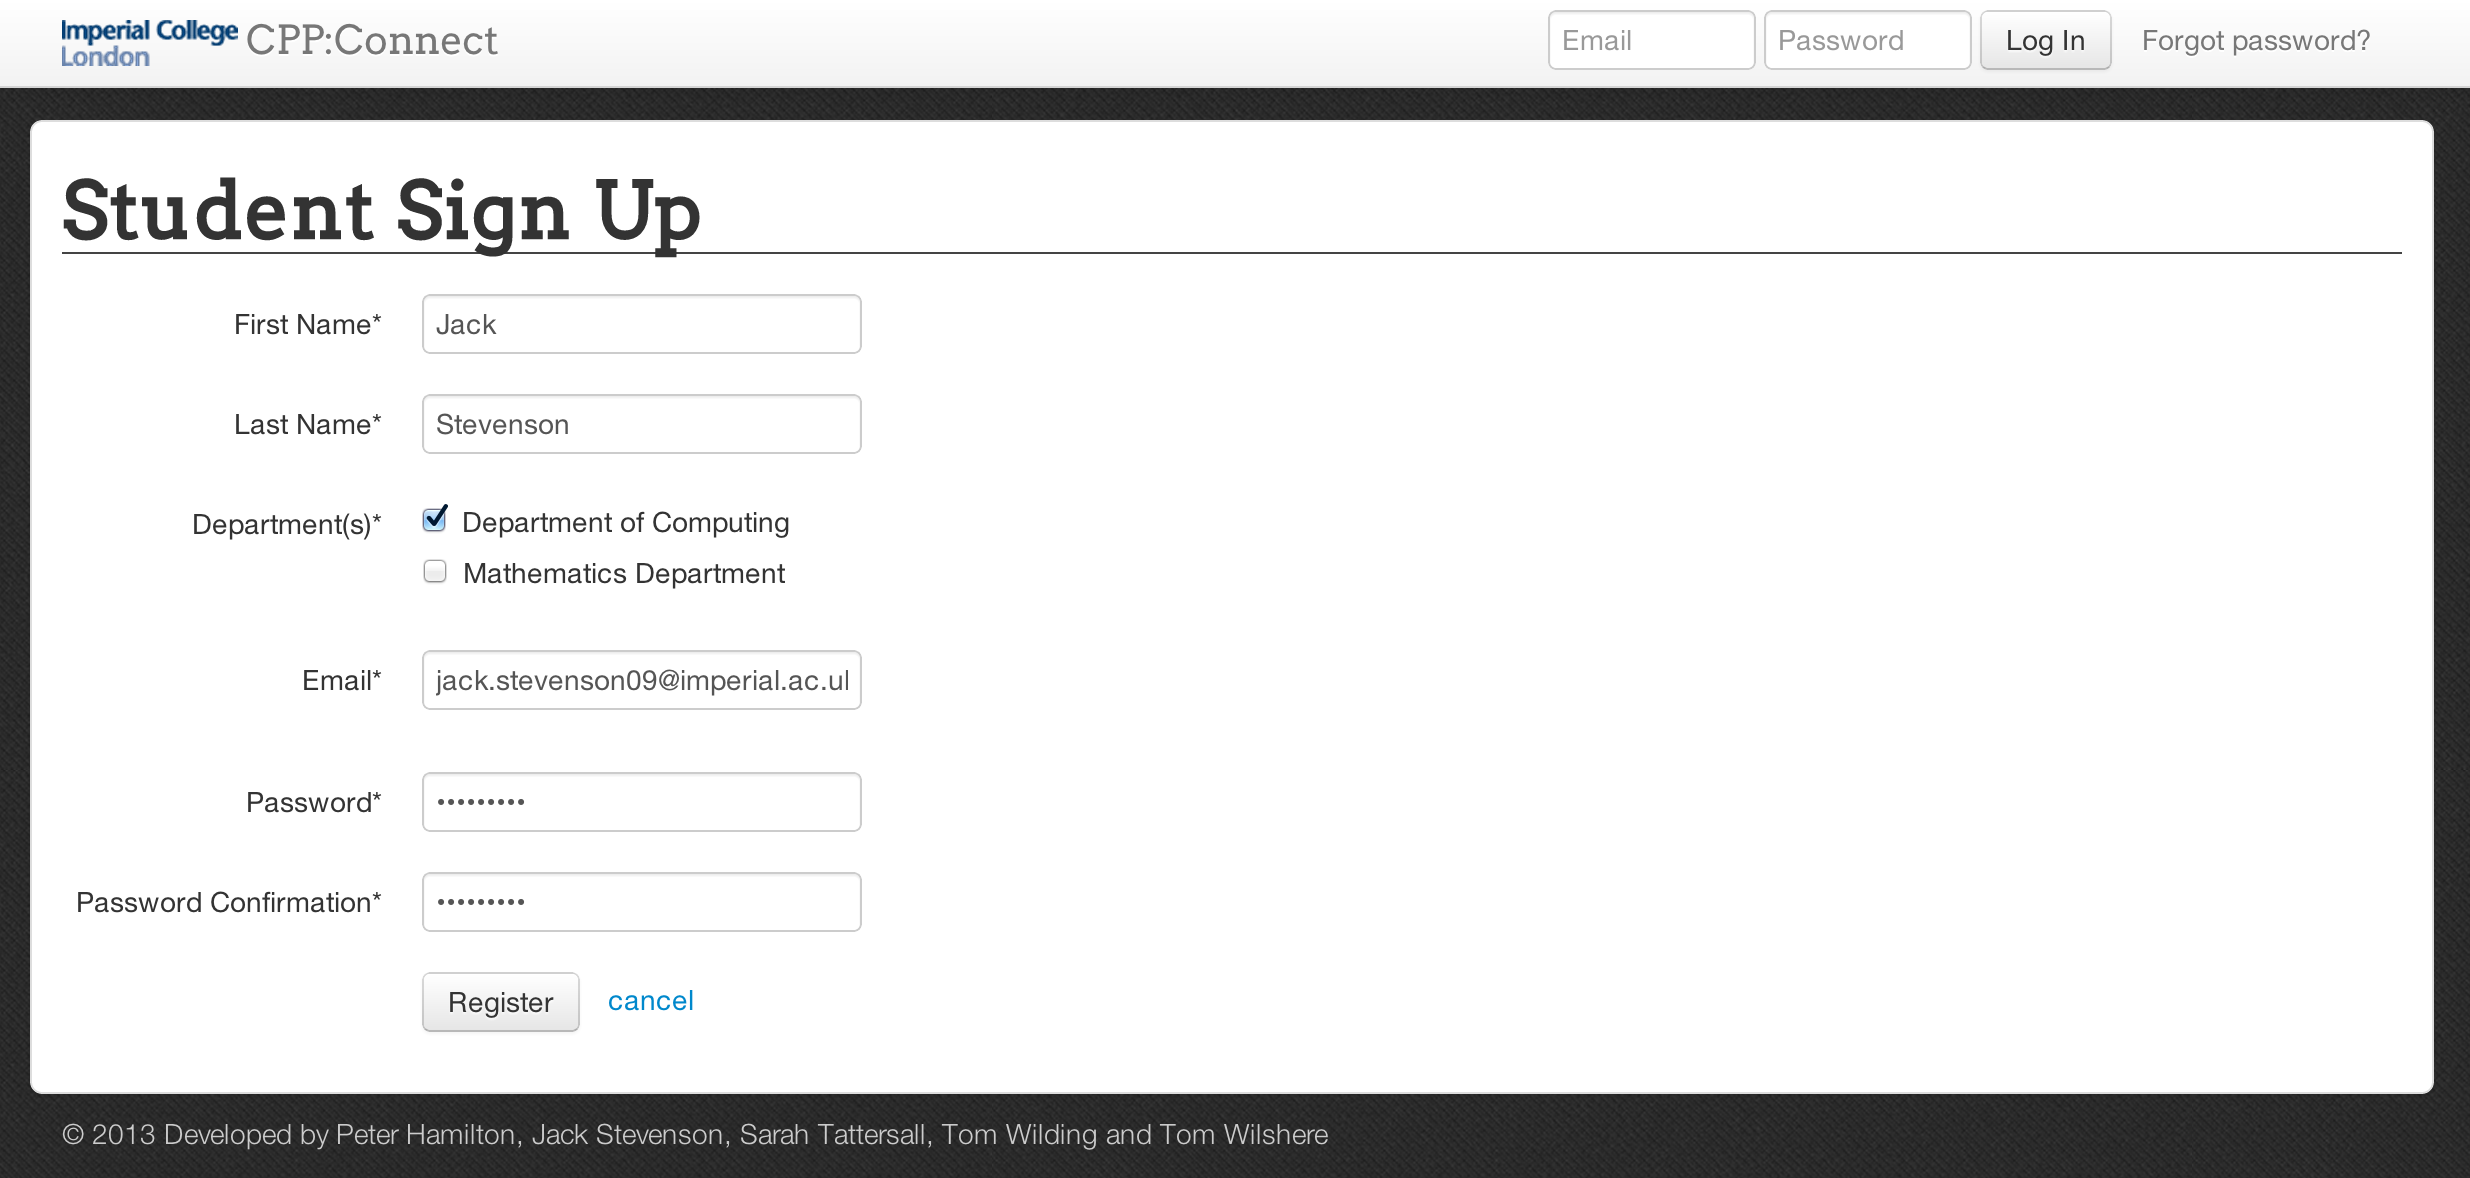 Imperial College
London
CPP:Connect
Email
Password
Log In
Forgot password?
Student Sign Up
First Name*
Jack
Last Name*
Stevenson
Department(s)*
Department of Computing
Mathematics Department
Email*
jack.stevenson09@imperial.ac.ul
Password*
•••••••••
Password Confirmation*
•••••••••
Register
cancel
© 2013 Developed by Peter Hamilton, Jack Stevenson, Sarah Tattersall, Tom Wilding and Tom Wilshere